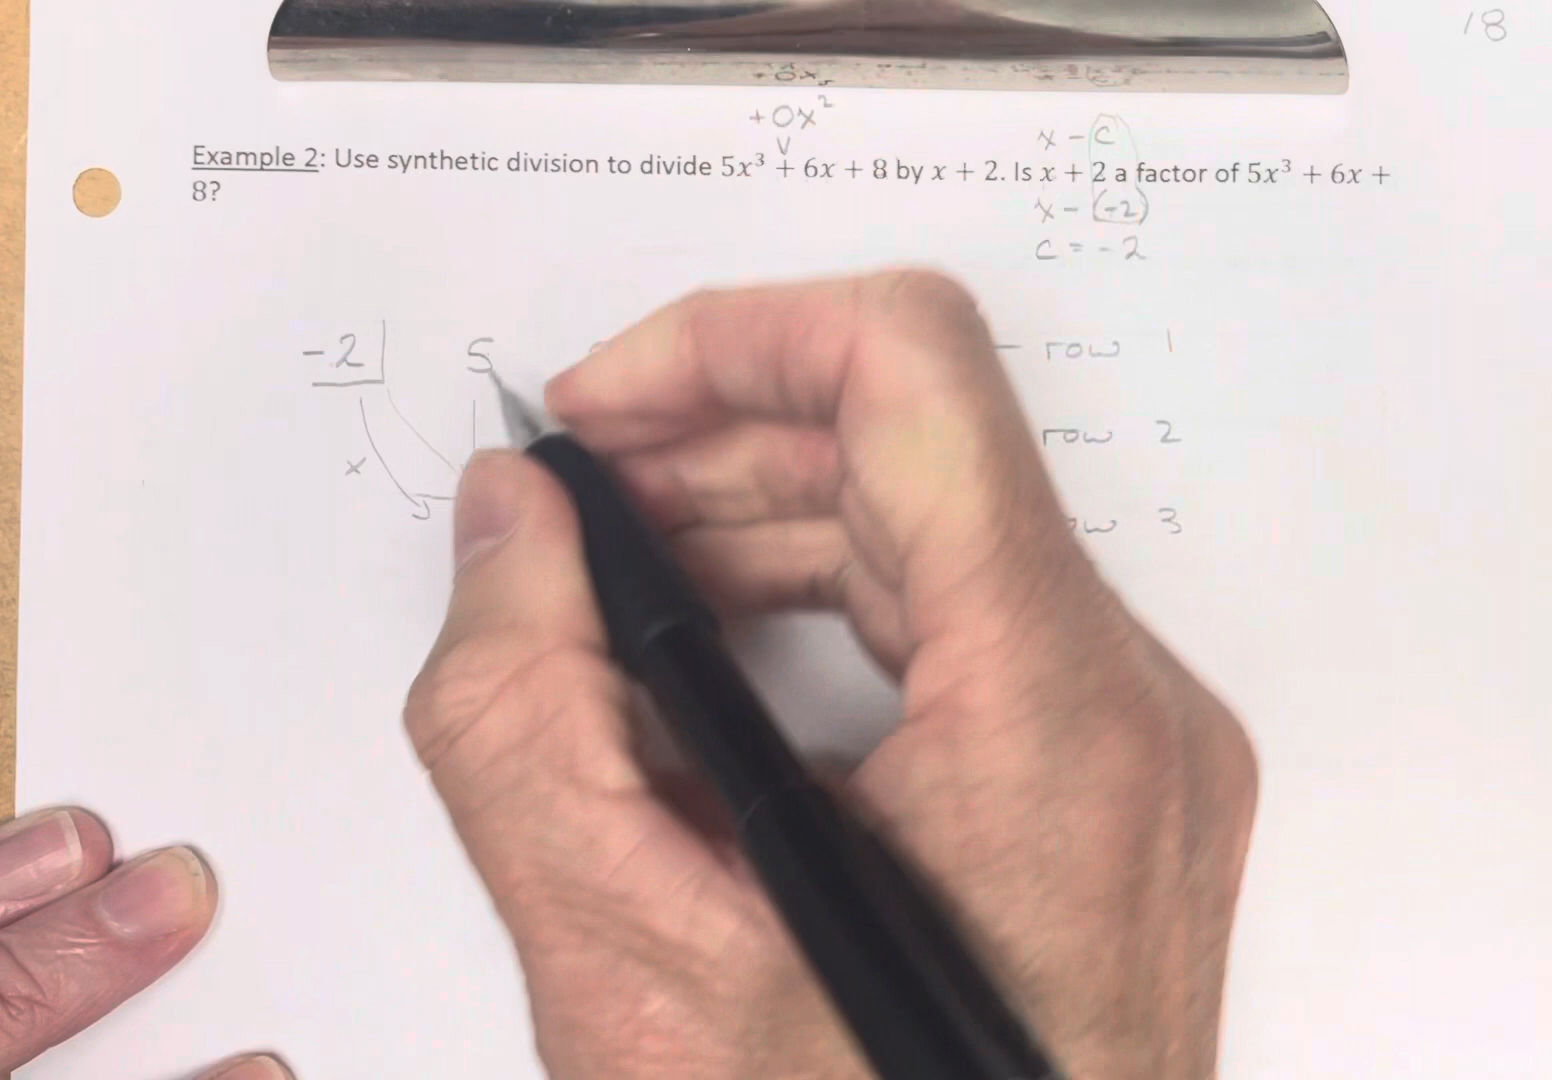 18
+0x²
x - c
Example 2: Use synthetic division to divide 5x³ + 6x + 8 by x + 2. Is x + 2 a factor of 5x³ + 6x +
8?
x - (-2)
c = -2
-2 5 row 1
row 2
x
ow 3